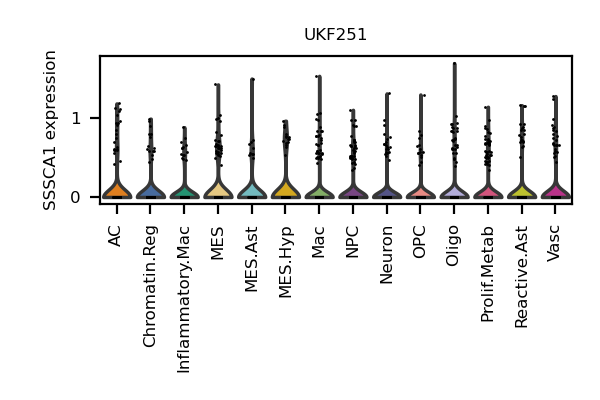 UKF251
SSSCA1 expression
1
0
AC
Chromatin.Reg
Inflammatory.Mac
MES
MES.Ast
MES.Hyp
Mac
NPC
Neuron
OPC
Oligo
Prolif.Metab
Reactive.Ast
Vasc